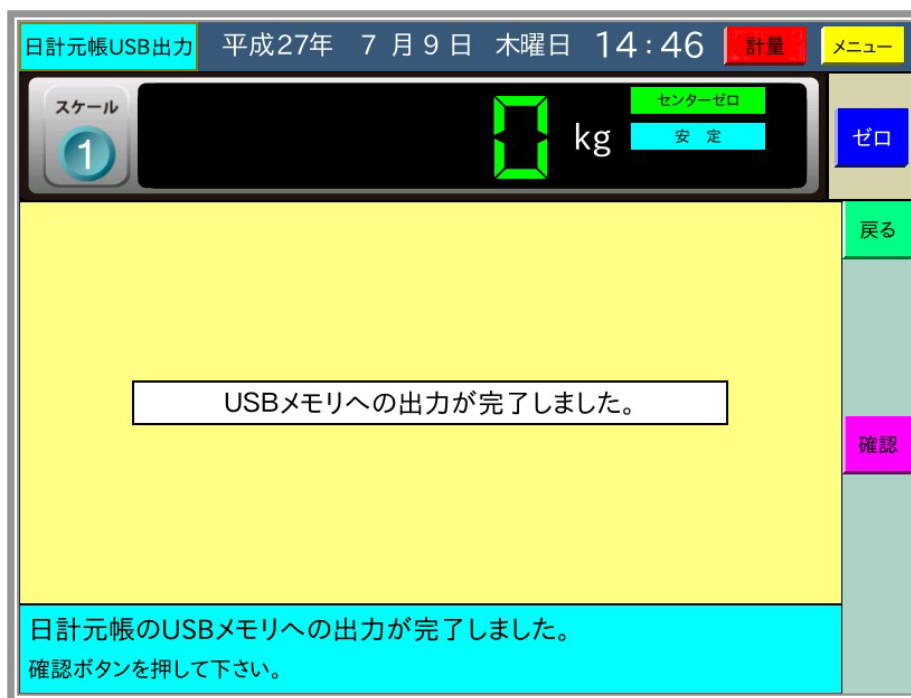 日計元帳USB出力 平成27年 7月9日 木曜日 14:46 計量 メニュー
スケール
1
0 kg
センターゼロ
安 定
ゼロ
戻る
USBメモリへの出力が完了しました。
確認
日計元帳のUSBメモリへの出力が完了しました。
確認ボタンを押して下さい。